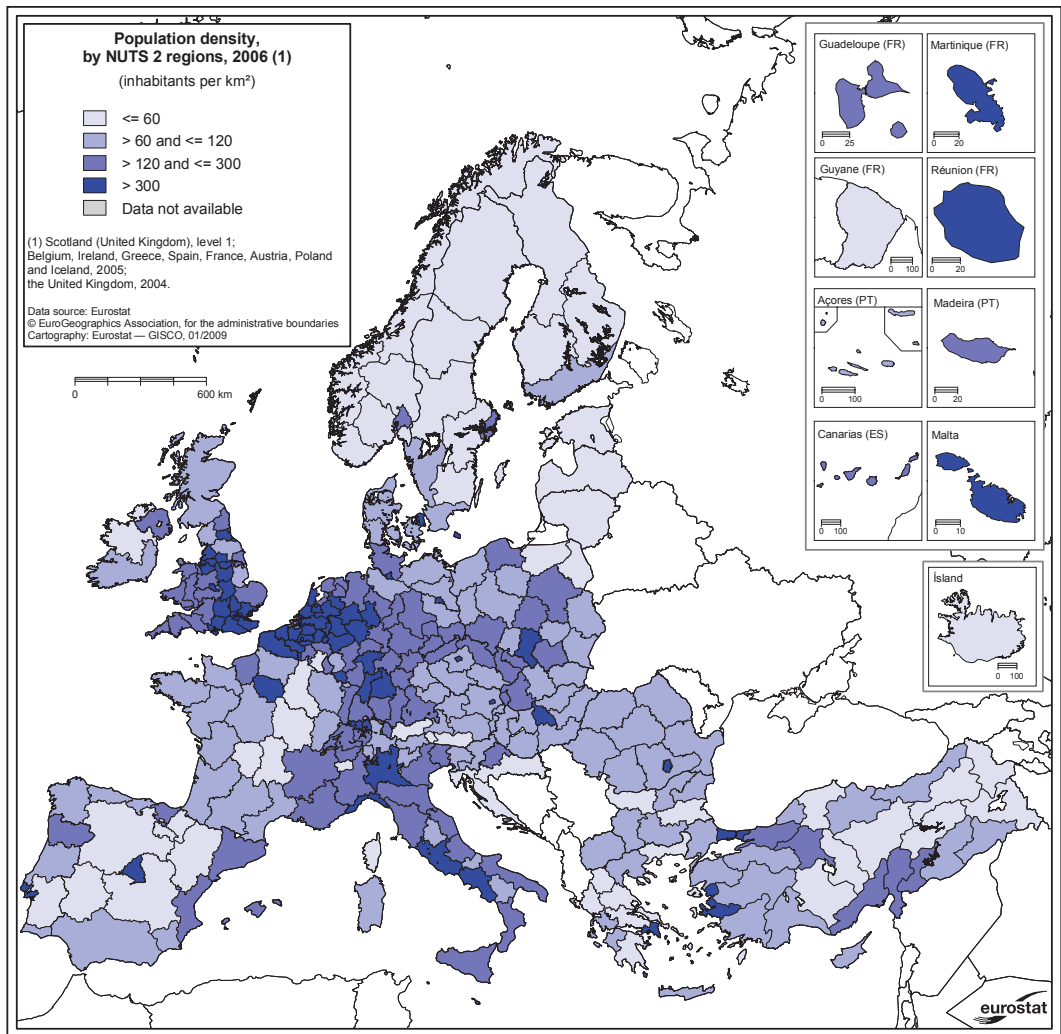 Population density,
by NUTS 2 regions, 2006 (1)
(inhabitants per km²)
<= 60
> 60 and <= 120
> 120 and <= 300
> 300
Data not available
(1) Scotland (United Kingdom), level 1;
Belgium, Ireland, Greece, Spain, France, Austria, Poland
and Iceland, 2005;
the United Kingdom, 2004.
Data source: Eurostat
© EuroGeographics Association, for the administrative boundaries
Cartography: Eurostat — GISCO, 01/2009
0 600 km
Guadeloupe (FR)
0 25
Martinique (FR)
0 20
Guyane (FR)
0 100
Réunion (FR)
0 20
Açores (PT)
0 100
Madeira (PT)
0 20
Canarias (ES)
0 100
Malta
0 10
Ísland
0 100
eurostat